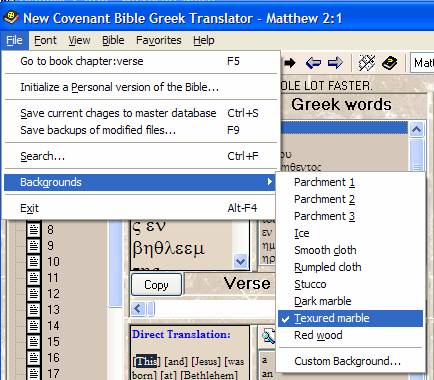 New Covenant Bible Greek Translator - Matthew 2:1
File Font View Bible Favorites Help
Go to book chapter:verse F5
Initialize a Personal version of the Bible...
Save current chages to master database Ctrl+S
Save backups of modified files... F9
Search... Ctrl+F
Backgrounds
Exit Alt-F4
Mat
OLE LOT FASTER.
Greek words
ου
ηθεντος
Parchment 1
Parchment 2
Parchment 3
Ice
Smooth cloth
Rumpled cloth
Stucco
Dark marble
Texured marble
Red wood
Custom Background...
8
9
10
11
12
13
14
15
16
17
ς εν
βηθλεεμ
Copy
Verse
Direct Translation:
[This] [and] [Jesus] [was
born] [at] [Bethlehem]
a
an